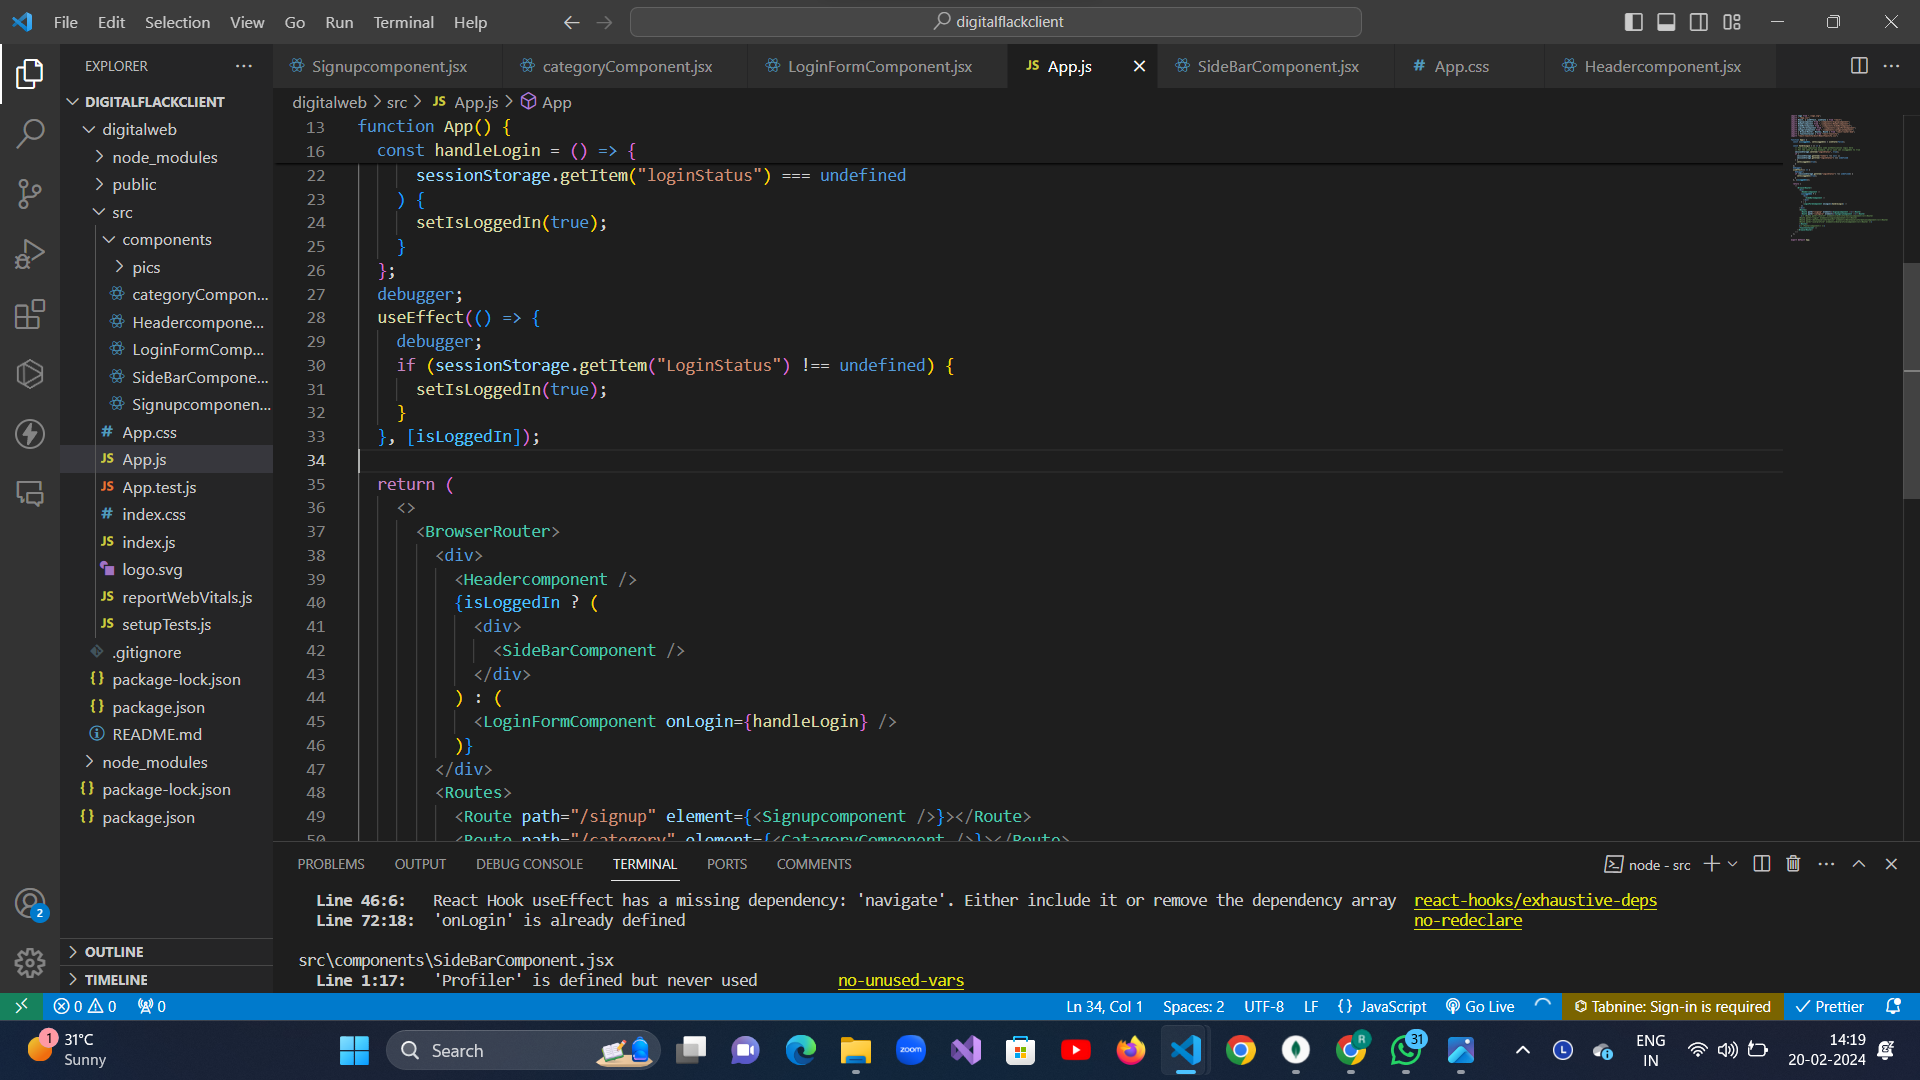 File Edit Selection View Go Run Terminal Help
digitalflackclient
EXPLORER
Signupcomponent.jsx
categoryComponent.jsx
LoginFormComponent.jsx
JS App.js
SideBarComponent.jsx
# App.css
Headercomponent.jsx
digitalweb > src > JS App.js > App
DIGITALFLACKCLIENT
digitalweb
node_modules
public
src
components
pics
categoryCompon...
Headercompone...
LoginFormComp...
SideBarCompone...
Signupcomponen...
# App.css
JS App.js
JS App.test.js
# index.css
JS index.js
logo.svg
JS reportWebVitals.js
JS setupTests.js
.gitignore
{} package-lock.json
{} package.json
README.md
node_modules
{} package-lock.json
{} package.json
OUTLINE
TIMELINE
13 function App() {
16 const handleLogin = () => {
22 sessionStorage.getItem("loginStatus") === undefined
23 ) {
24 setIsLoggedIn(true);
25 }
26 };
27 debugger;
28 useEffect(() => {
29 debugger;
30 if (sessionStorage.getItem("LoginStatus") !== undefined) {
31 setIsLoggedIn(true);
32 }
33 }, [isLoggedIn]);
34
35 return (
36 <>
37 <BrowserRouter>
38 <div>
39 <Headercomponent />
40 {isLoggedIn ? (
41 <div>
42 <SideBarComponent />
43 </div>
44 ) : (
45 <LoginFormComponent onLogin={handleLogin} />
46 )}
47 </div>
48 <Routes>
49 <Route path="/signup" element={<Signupcomponent />}></Route>
50 <Route path="/category" element={<CatagoryComponent />}></Route>
PROBLEMS OUTPUT DEBUG CONSOLE TERMINAL PORTS COMMENTS
node - src
Line 46:6: React Hook useEffect has a missing dependency: 'navigate'. Either include it or remove the dependency array react-hooks/exhaustive-deps
Line 72:18: 'onLogin' is already defined no-redeclare
src\components\SideBarComponent.jsx
Line 1:17: 'Profiler' is defined but never used no-unused-vars
2
0 0 0
Ln 34, Col 1 Spaces: 2 UTF-8 LF {} JavaScript Go Live Tabnine: Sign-in is required Prettier
1
31°C
Sunny
Search
zoom
R
31
ENG
IN
14:19
20-02-2024